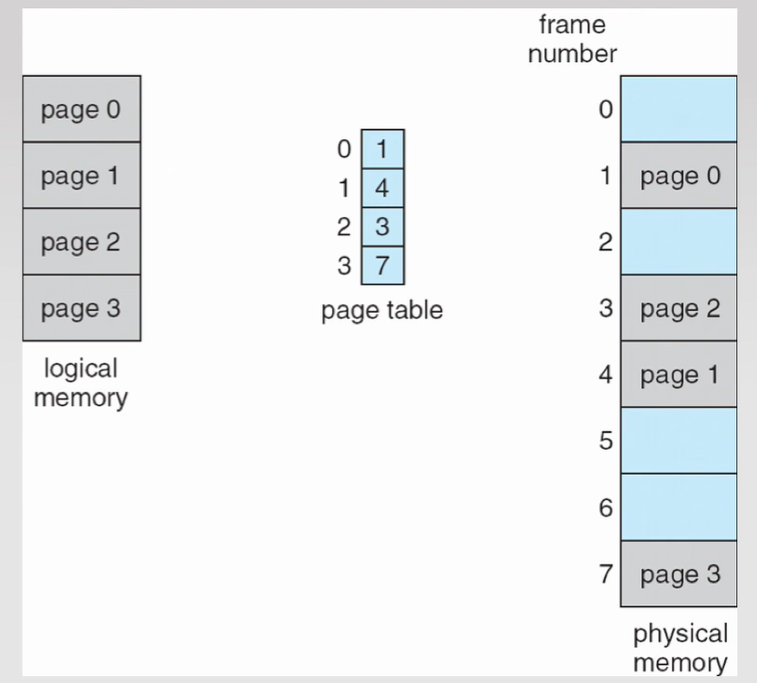 page 0
page 1
page 2
page 3
logical
memory
0 1
1 4
2 3
3 7
page table
frame
number
0
1 page 0
2
3 page 2
4 page 1
5
6
7 page 3
physical
memory